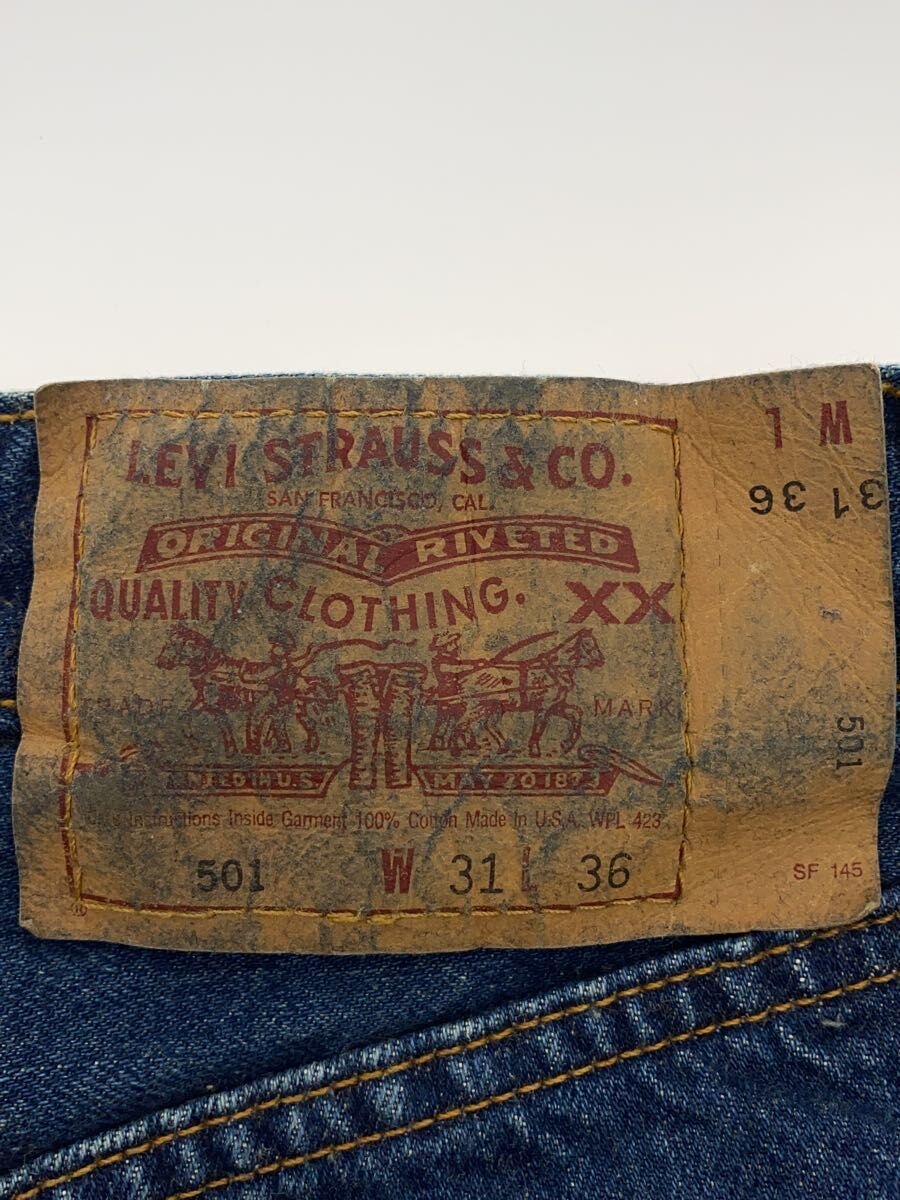 LEVI STRAUSS & CO.
SAN FRANCISCO, CAL.
ORIGINAL RIVETED
QUALITY CLOTHING. XX
TRADE MARK
U.S. MAY 20 1873
Instructions Inside Garment 100% Cotton Made in U.S.A. WPL 423
501 W 31 L 36
®
W L
31 36
501
SF 145